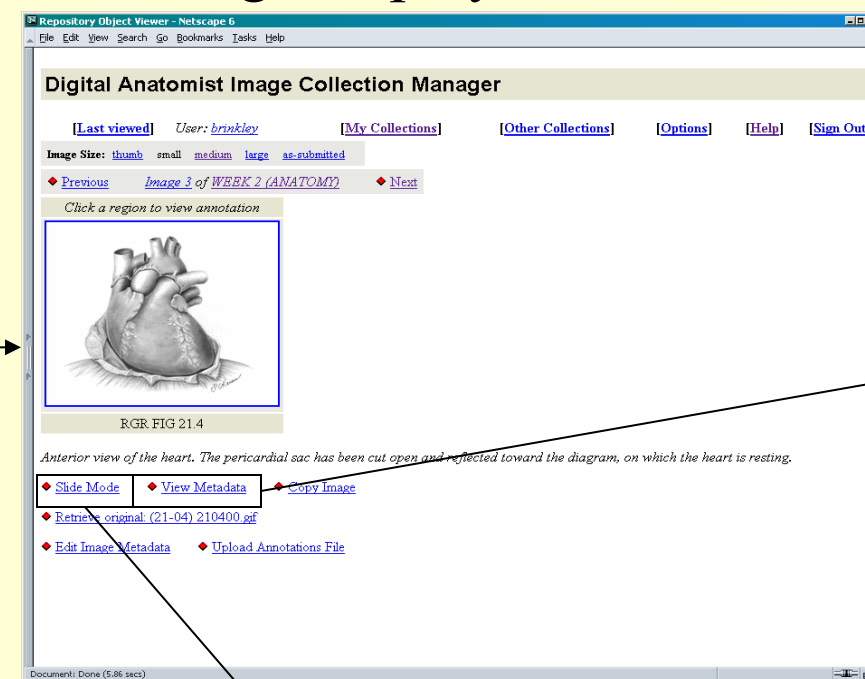 Repository Object Viewer - Netscape 6
File Edit View Search Go Bookmarks Tasks Help
Digital Anatomist Image Collection Manager
[Last viewed] User: brinkley [My Collections] [Other Collections] [Options] [Help] [Sign Out
Image Size: thumb small medium large as-submitted
Previous Image 3 of WEEK 2 (ANATOMY) Next
Click a region to view annotation
RGR FIG 21.4
Anterior view of the heart. The pericardial sac has been cut open and reflected toward the diagram, on which the heart is resting.
Slide Mode View Metadata Copy Image
Retrieve original: (21-04) 210400.gif
Edit Image Metadata Upload Annotations File
Document: Done (5.86 secs)